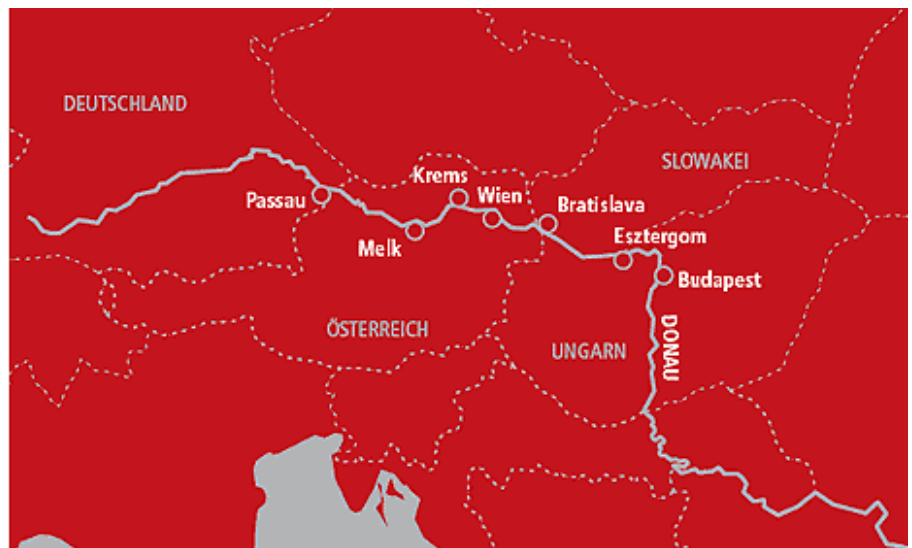 DEUTSCHLAND
SLOWAKEI
Krems
Passau
Wien
Bratislava
Melk
Esztergom
Budapest
ÖSTERREICH
UNGARN
DONAU